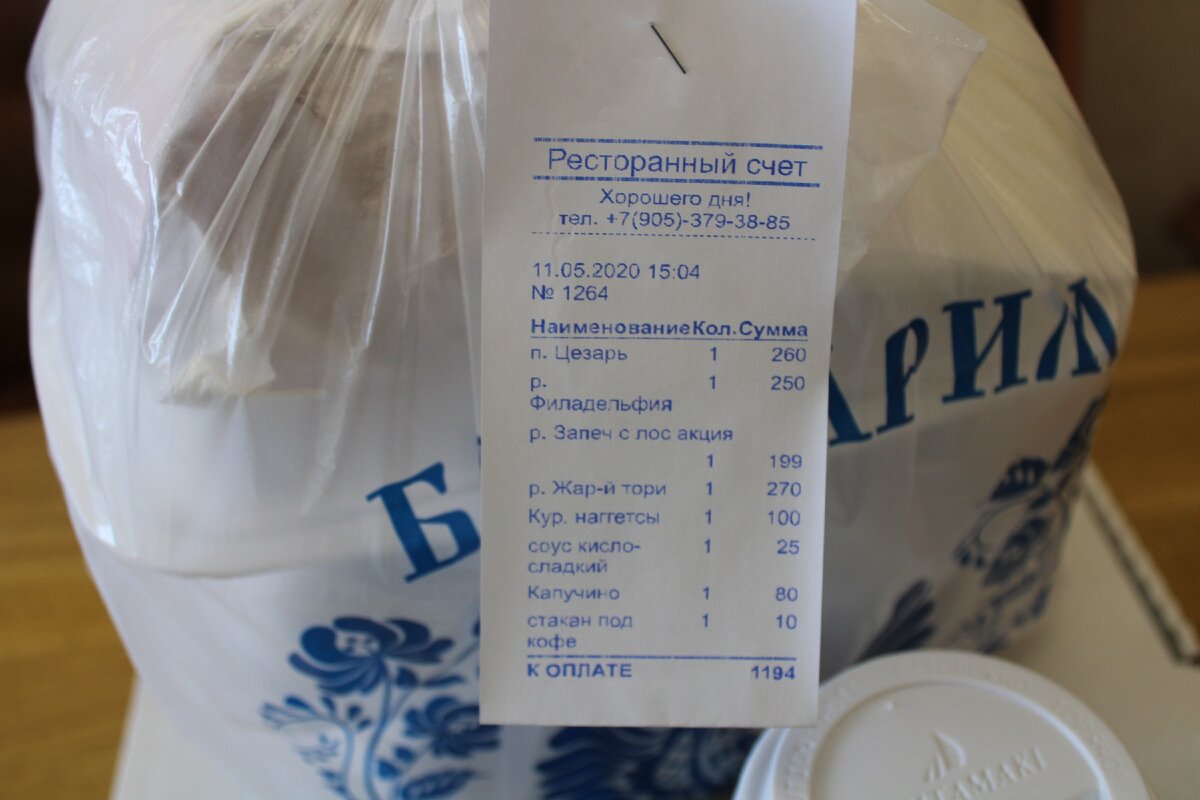 Ресторанный счет
Хорошего дня!
тел. +7(905)-379-38-85
11.05.2020 15:04
№ 1264
Наименование Кол. Сумма
п. Цезарь 1 260
р. 1 250
Филадельфия
р. Запеч с лос акция
1 199
р. Жар-й тори 1 270
Кур. наггетсы 1 100
соус кисло- 1 25
сладкий
Капучино 1 80
стакан под 1 10
кофе
К ОПЛАТЕ 1194